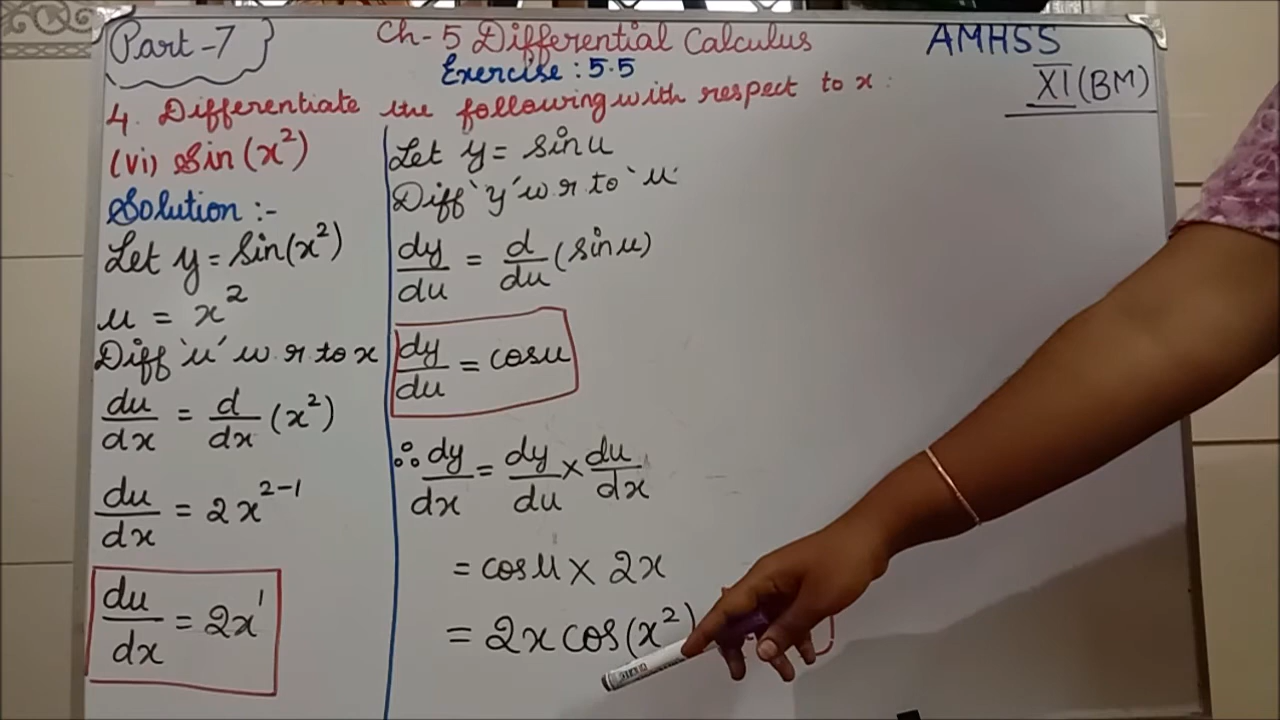 Part-7
Ch-5 Differential Calculus
AMHSS
Exercise : 5.5
XI (BM)
4. Differentiate the following with respect to x :
(vi) Sin(x²)
Solution :-
Let y = Sin(x²)
u = x²
Diff 'u' w r to x
du/dx = d/dx (x²)
du/dx = 2x²⁻¹
du/dx = 2x¹
Let y = sin u
Diff 'y' w r to 'u'
dy/du = d/du (sin u)
dy/du = cos u
∴ dy/dx = dy/du × du/dx
= cos u × 2x
= 2x cos(x²)